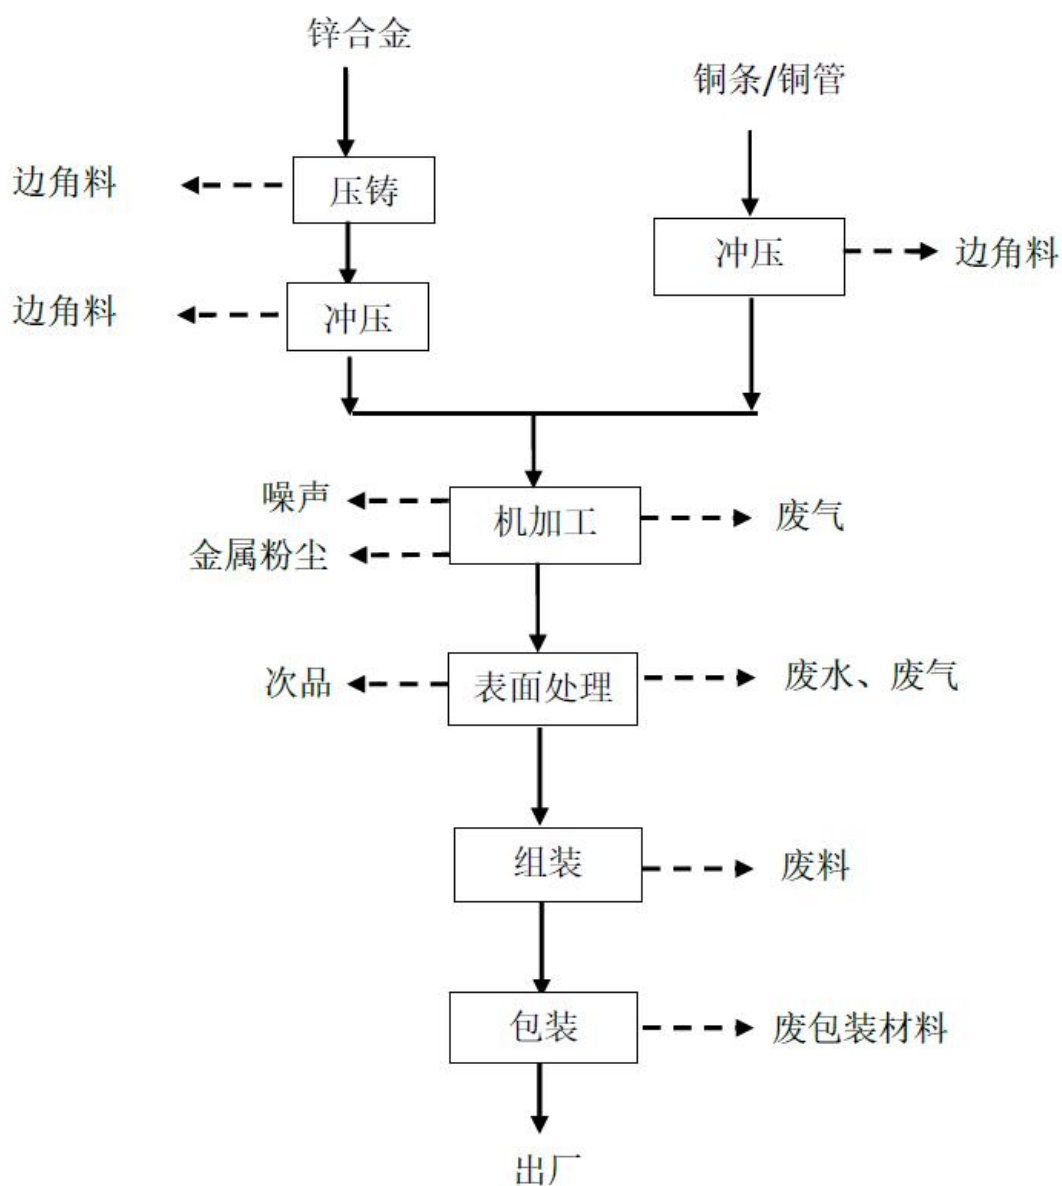 锌合金
铜条/铜管
边角料
压铸
冲压
边角料
边角料
冲压
噪声
机加工
废气
金属粉尘
次品
表面处理
废水、废气
组装
废料
包装
废包装材料
出厂